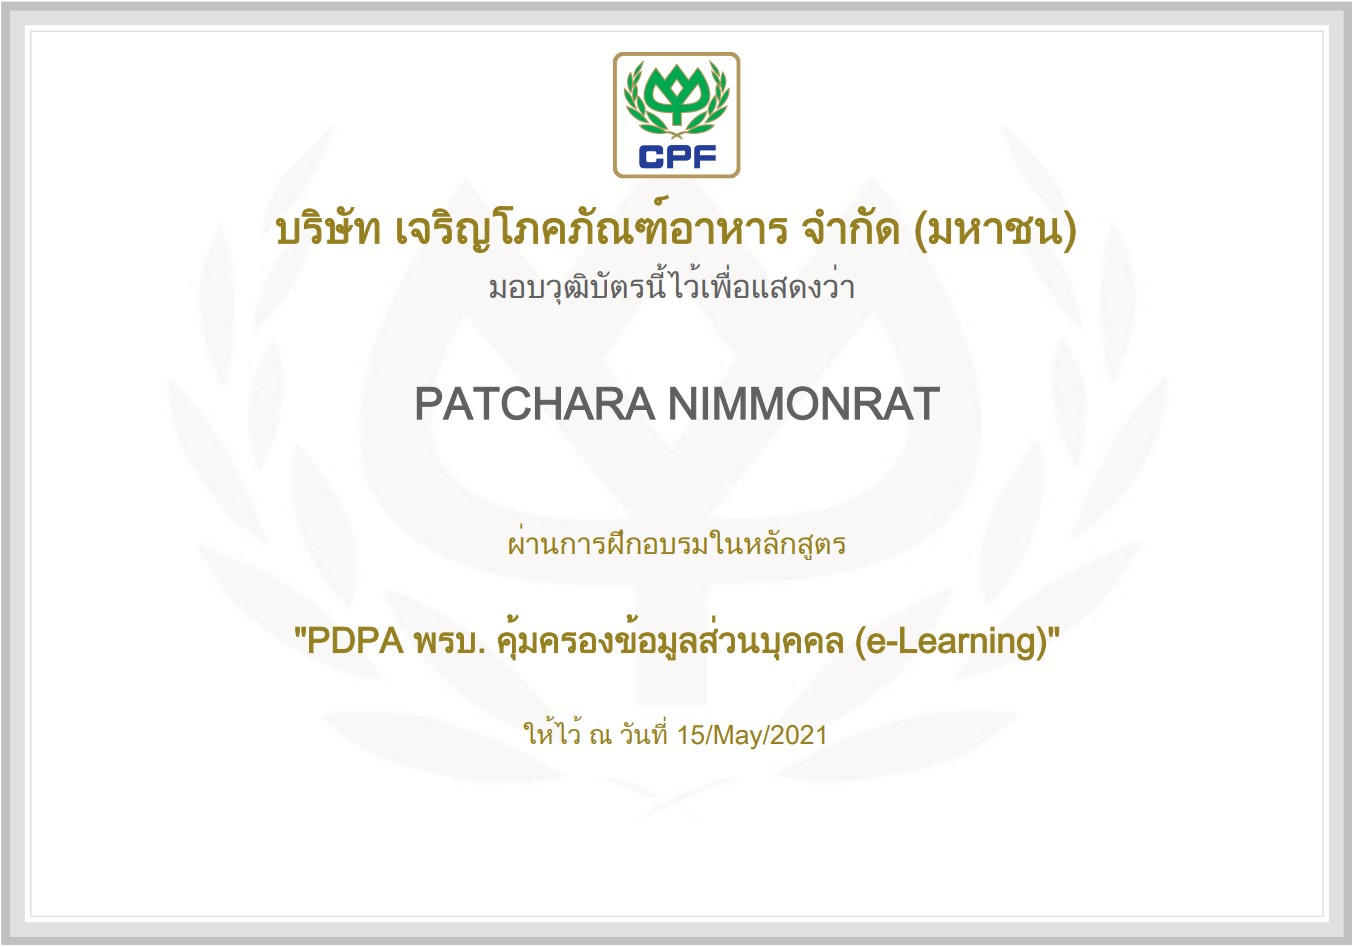 CPF
บริษัท เจริญโภคภัณฑ์อาหาร จำกัด (มหาชน)
มอบวุฒิบัตรนี้ไว้เพื่อแสดงว่า
PATCHARA NIMMONRAT
ผ่านการฝึกอบรมในหลักสูตร
"PDPA พรบ. คุ้มครองข้อมูลส่วนบุคคล (e-Learning)"
ให้ไว้ ณ วันที่ 15/May/2021